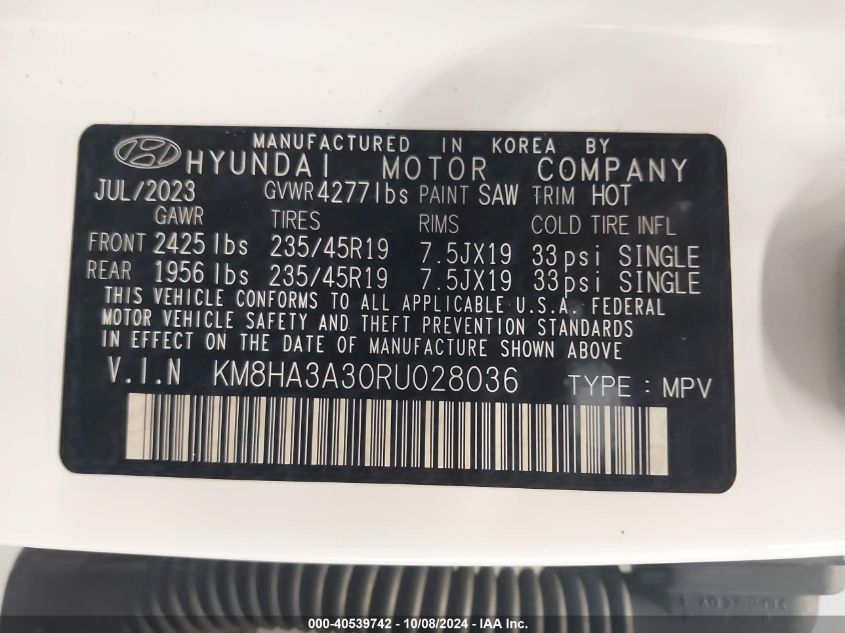 MANUFACTURED IN KOREA BY
HYUNDAI MOTOR COMPANY
JUL/2023 GVWR 4277lbs PAINT SAW TRIM HOT
GAWR TIRES RIMS COLD TIRE INFL
FRONT 2425lbs 235/45R19 7.5JX19 33psi SINGLE
REAR 1956lbs 235/45R19 7.5JX19 33psi SINGLE
THIS VEHICLE CONFORMS TO ALL APPLICABLE U.S.A. FEDERAL
MOTOR VEHICLE SAFETY AND THEFT PREVENTION STANDARDS
IN EFFECT ON THE DATE OF MANUFACTURE SHOWN ABOVE
V.I.N KM8HA3A30RU028036 TYPE : MPV
000-40539742 - 10/08/2024 - IAA Inc.